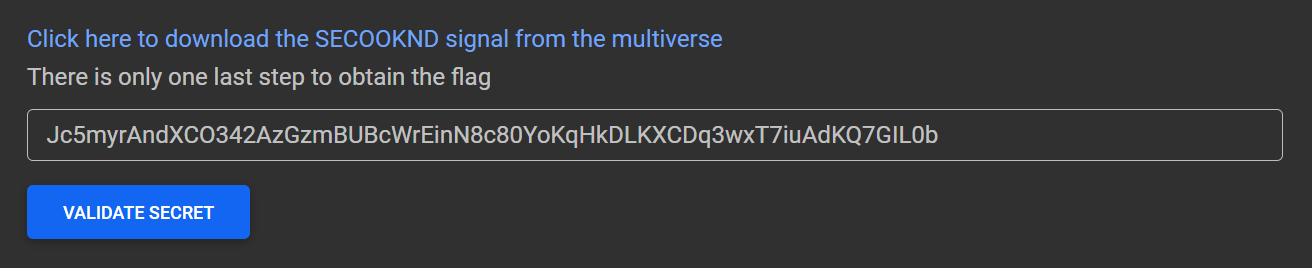 Click here to download the SECOOKND signal from the multiverse
There is only one last step to obtain the flag
Jc5myrAndXCO342AzGzmBUBcWrEinN8c80YoKqHkDLKXCDq3wxT7iuAdKQ7GIL0b
VALIDATE SECRET